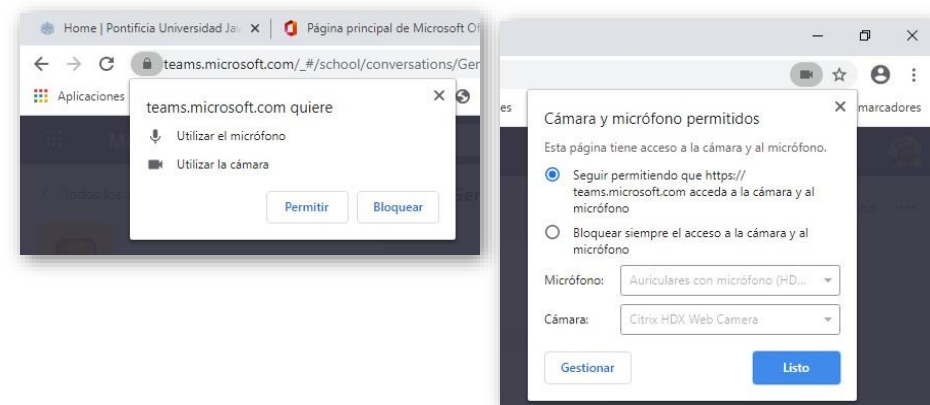 Home | Pontificia Universidad Jav
Página principal de Microsoft Of
teams.microsoft.com/_#/school/conversations/Ger
Aplicaciones
teams.microsoft.com quiere
Utilizar el micrófono
Utilizar la cámara
Permitir
Bloquear
es
marcadores
Cámara y micrófono permitidos
Esta página tiene acceso a la cámara y al micrófono.
Seguir permitiendo que https://
teams.microsoft.com acceda a la cámara y al
micrófono
Bloquear siempre el acceso a la cámara y al
micrófono
Micrófono:
Auriculares con micrófono (HD...
Cámara:
Citrix HDX Web Camera
Gestionar
Listo